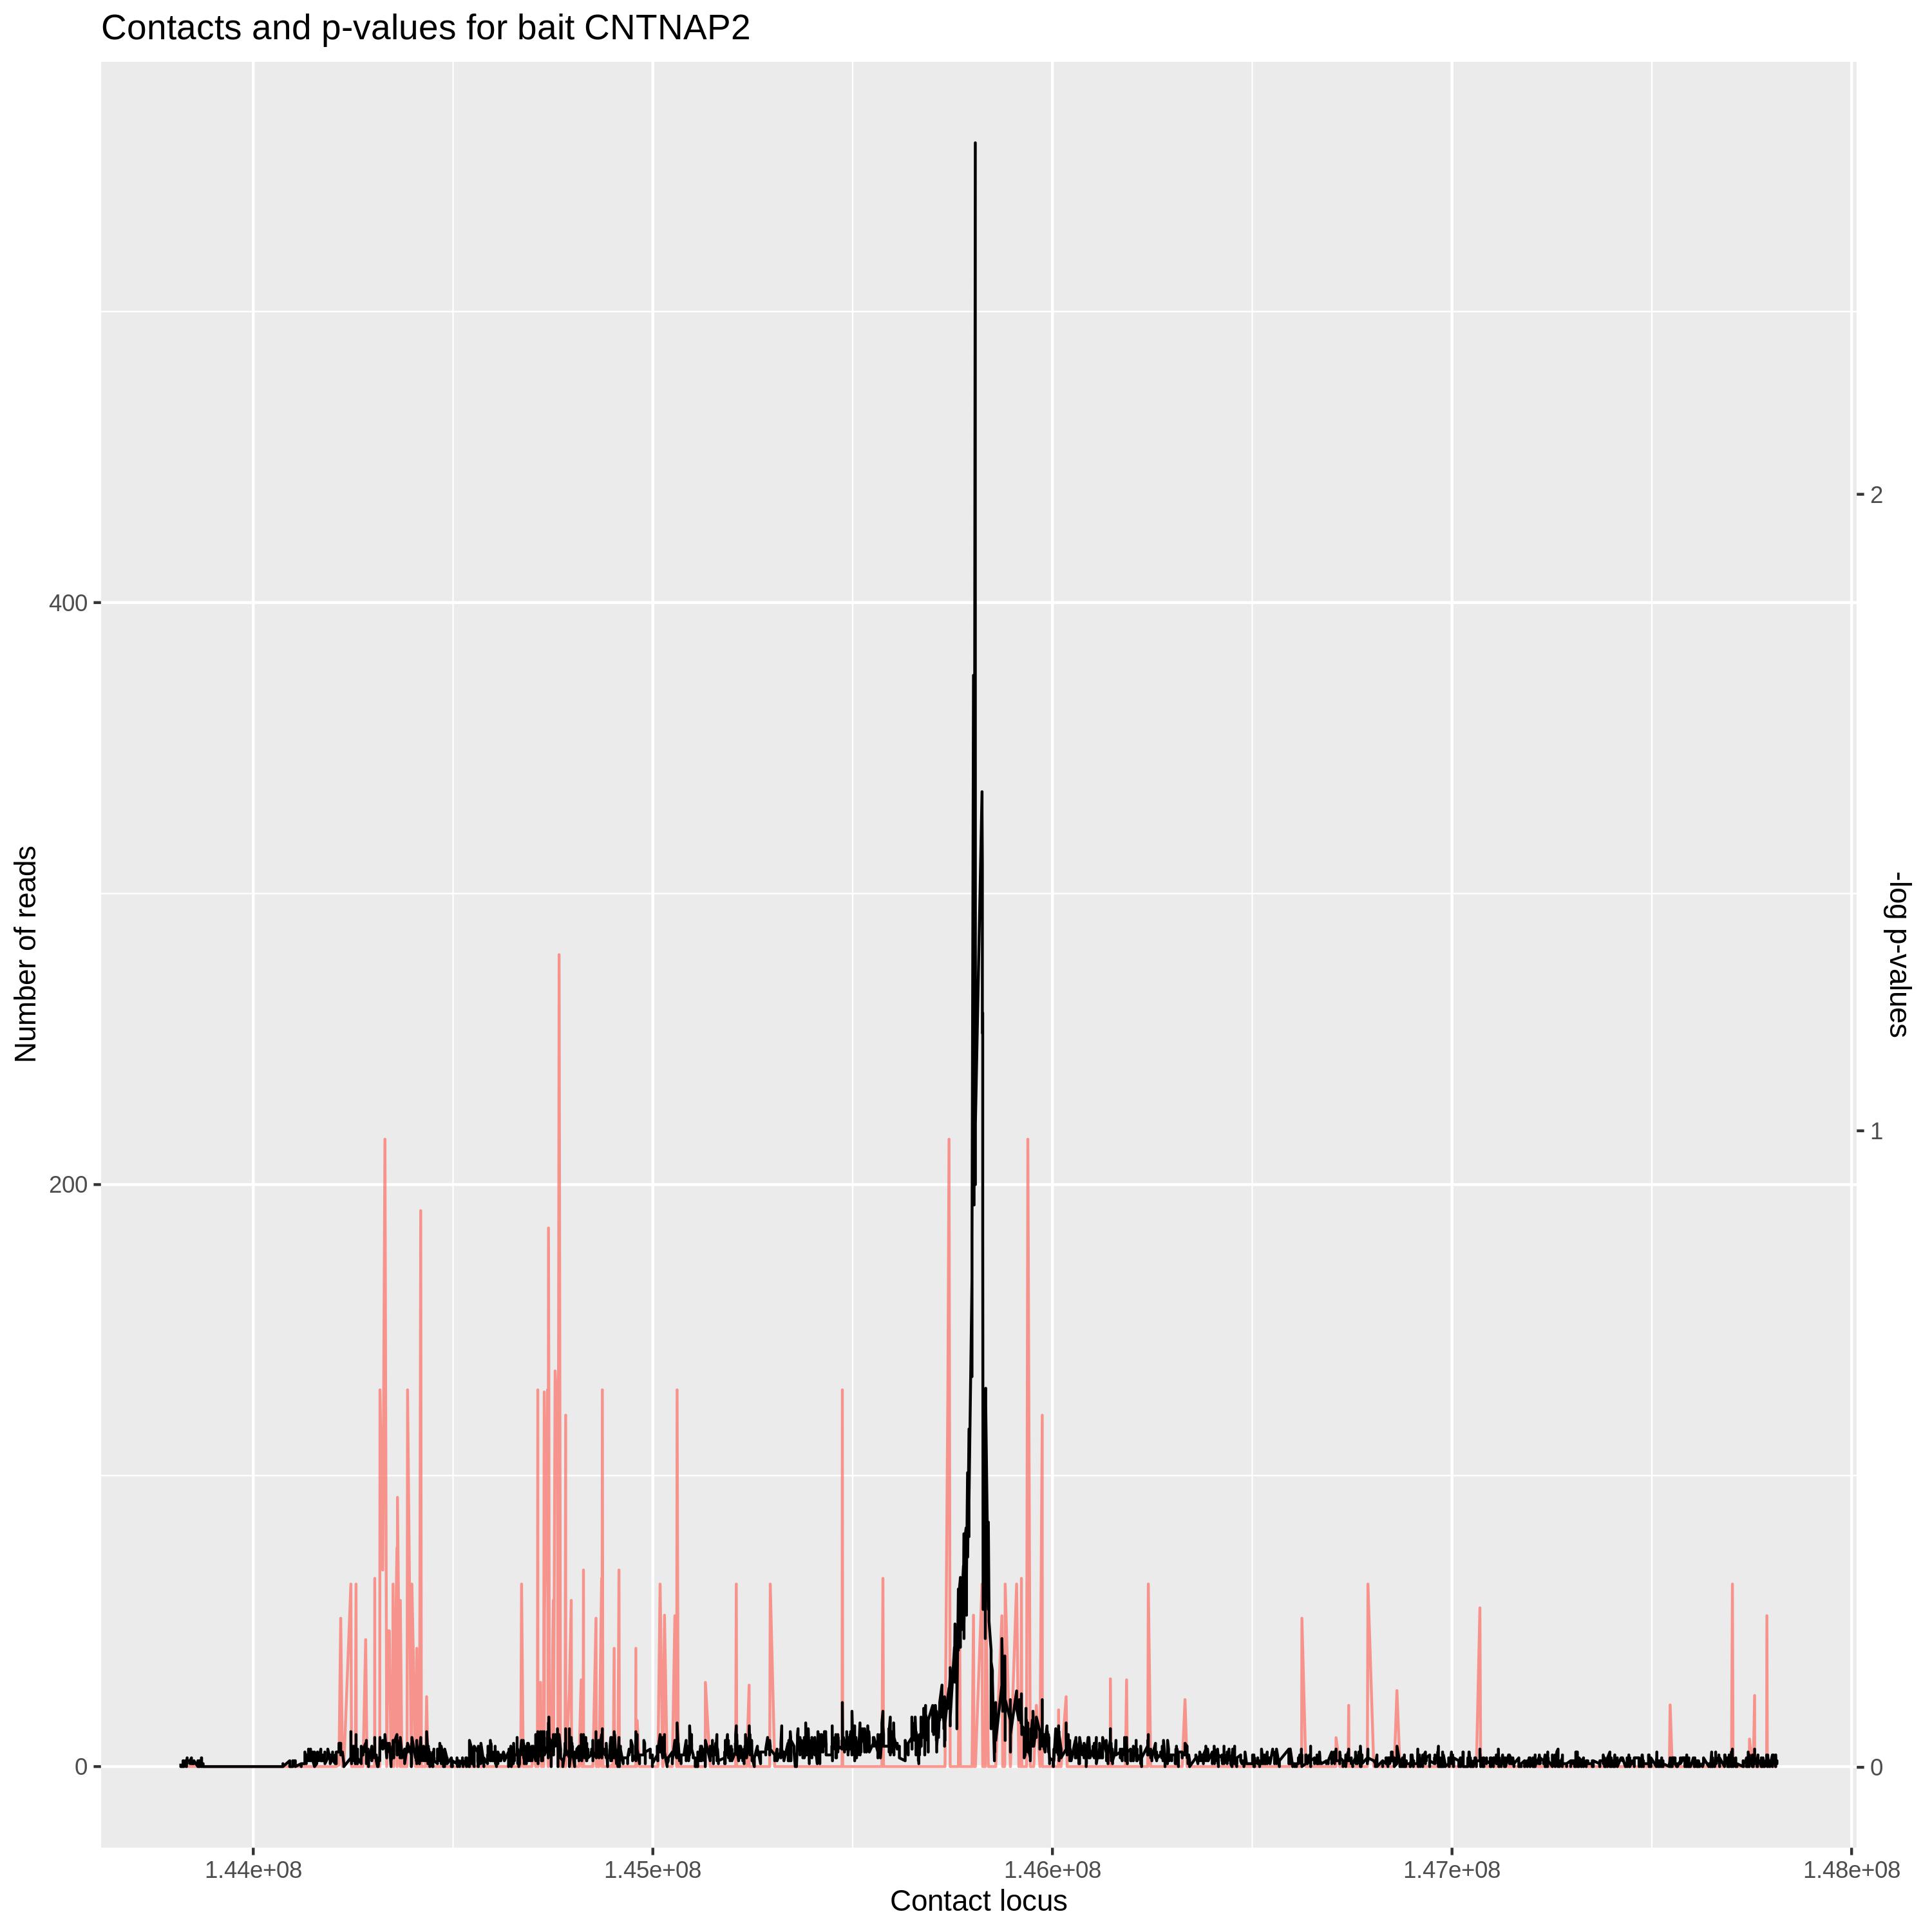 Contacts and p-values for bait CNTNAP2
Number of reads
400
200
0
2
1
0
-log p-values
1.44e+08
1.45e+08
1.46e+08
1.47e+08
1.48e+08
Contact locus